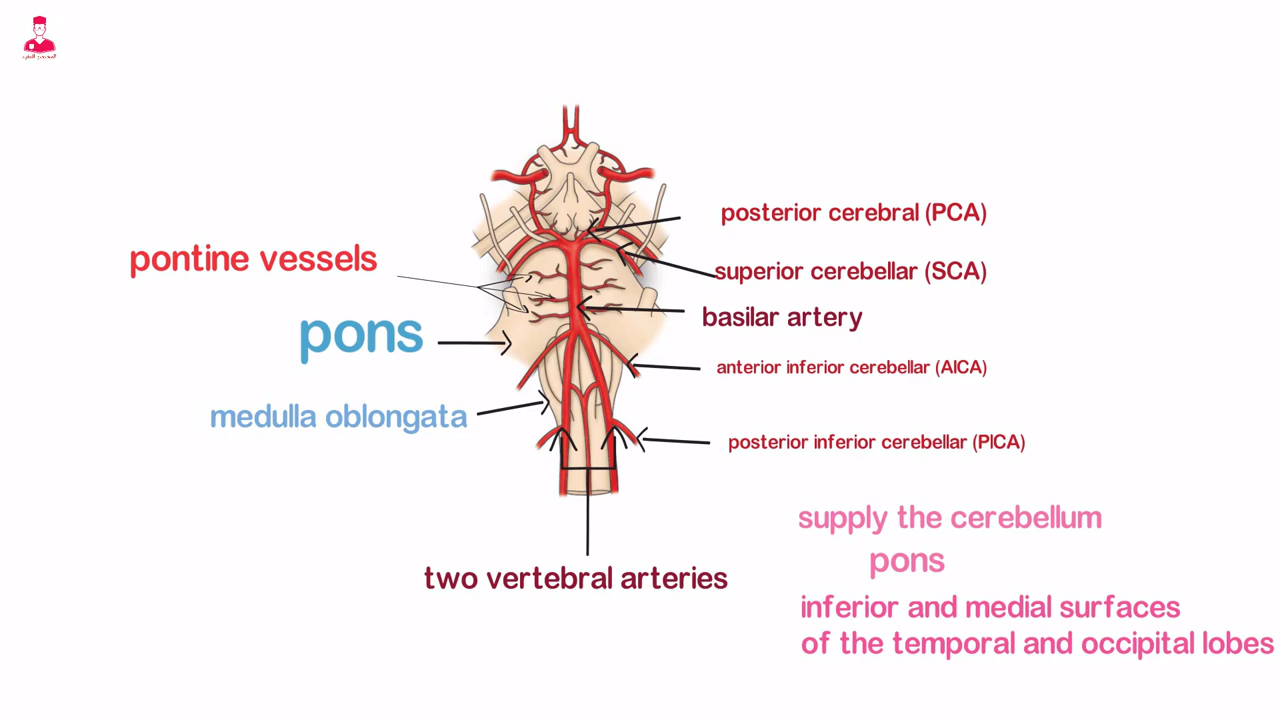 posterior cerebral (PCA)
pontine vessels
superior cerebellar (SCA)
basilar artery
pons
anterior inferior cerebellar (AICA)
medulla oblongata
posterior inferior cerebellar (PICA)
supply the cerebellum
pons
two vertebral arteries
inferior and medial surfaces
of the temporal and occipital lobes